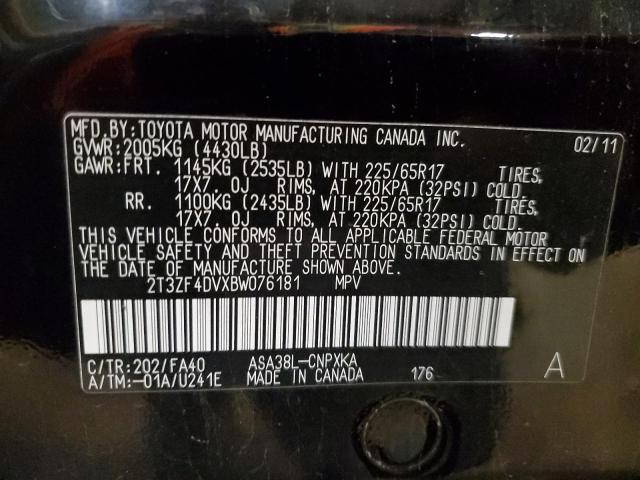 MFD.BY:TOYOTA MOTOR MANUFACTURING CANADA INC. 02/11
GVWR:2005KG (4430LB)
GAWR:FRT. 1145KG (2535LB) WITH 225/65R17 TIRES,
17X7.0J RIMS, AT 220KPA (32PSI) COLD.
RR. 1100KG (2435LB) WITH 225/65R17 TIRES,
17X7.0J RIMS, AT 220KPA (32PSI) COLD.
THIS VEHICLE CONFORMS TO ALL APPLICABLE FEDERAL MOTOR
VEHICLE SAFETY AND THEFT PREVENTION STANDARDS IN EFFECT ON
THE DATE OF MANUFACTURE SHOWN ABOVE.
2T3ZF4DVXBW076181 MPV
C/TR:202/FA40 ASA38L-CNPXKA
A/TM:-01A/U241E MADE IN CANADA 176 A